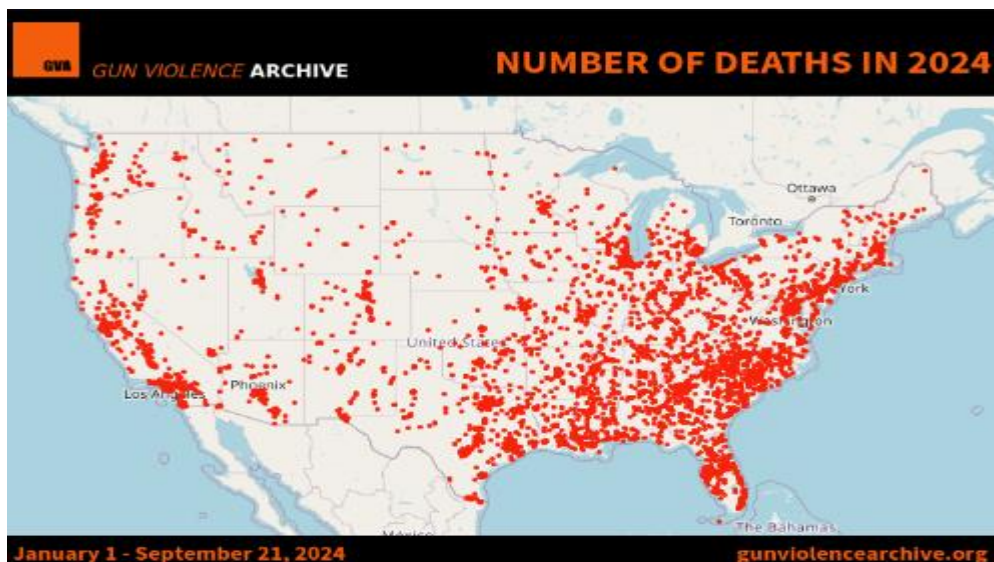 GVA GUN VIOLENCE ARCHIVE
NUMBER OF DEATHS IN 2024
Ottawa
Toronto
York
Washington
United States
Los Angeles
Phoenix
The Bahamas
México
January 1 - September 21, 2024
gunviolencearchive.org